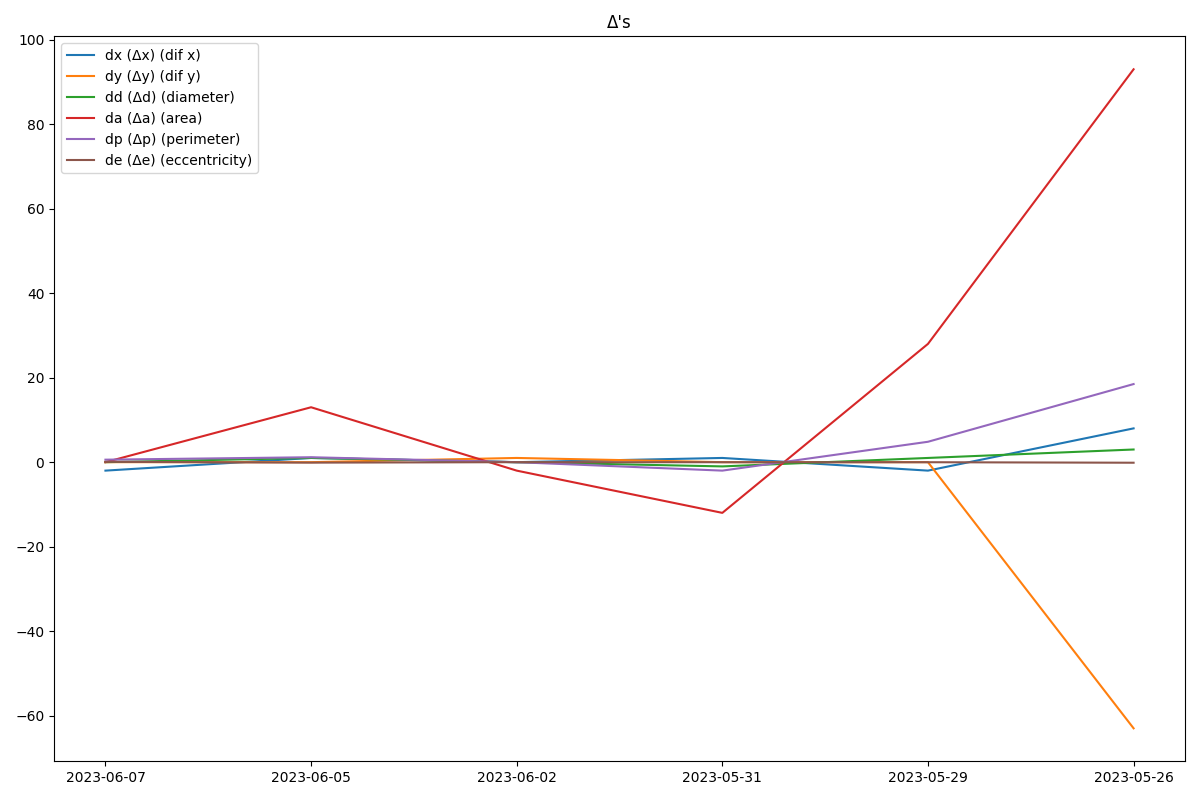 Δ's
dx (Δx) (dif x)
dy (Δy) (dif y)
dd (Δd) (diameter)
da (Δa) (area)
dp (Δp) (perimeter)
de (Δe) (eccentricity)
100
80
60
40
20
0
−20
−40
−60
2023-06-07 2023-06-05 2023-06-02 2023-05-31 2023-05-29 2023-05-26